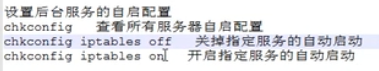 设置后台服务的自启配置
chkconfig 查看所有服务器自启配置
chkconfig iptables off 关掉指定服务的自动启动
chkconfig iptables on 开启指定服务的自动启动